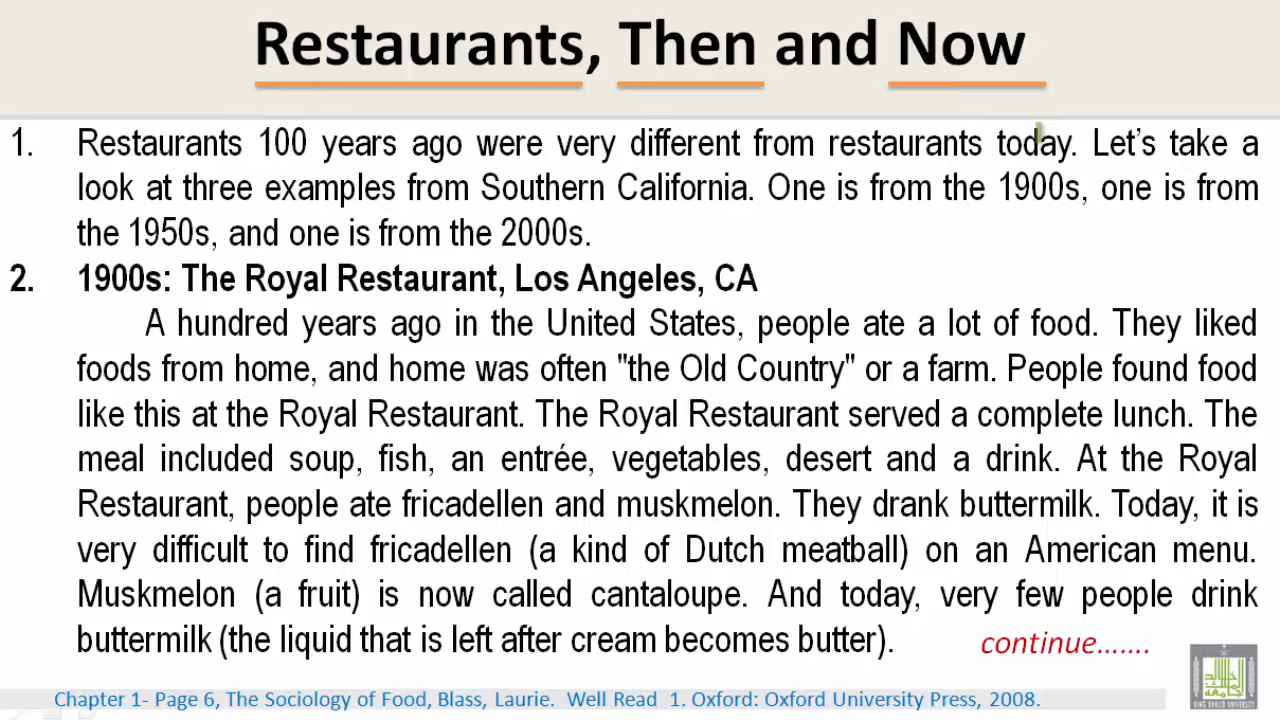 Restaurants, Then and Now
1. Restaurants 100 years ago were very different from restaurants today. Let's take a
look at three examples from Southern California. One is from the 1900s, one is from
the 1950s, and one is from the 2000s.
2. 1900s: The Royal Restaurant, Los Angeles, CA
A hundred years ago in the United States, people ate a lot of food. They liked
foods from home, and home was often "the Old Country" or a farm. People found food
like this at the Royal Restaurant. The Royal Restaurant served a complete lunch. The
meal included soup, fish, an entrée, vegetables, desert and a drink. At the Royal
Restaurant, people ate fricadellen and muskmelon. They drank buttermilk. Today, it is
very difficult to find fricadellen (a kind of Dutch meatball) on an American menu.
Muskmelon (a fruit) is now called cantaloupe. And today, very few people drink
buttermilk (the liquid that is left after cream becomes butter).
continue.......
KING KHALID UNIVERSITY
Chapter 1- Page 6, The Sociology of Food, Blass, Laurie. Well Read 1. Oxford: Oxford University Press, 2008.